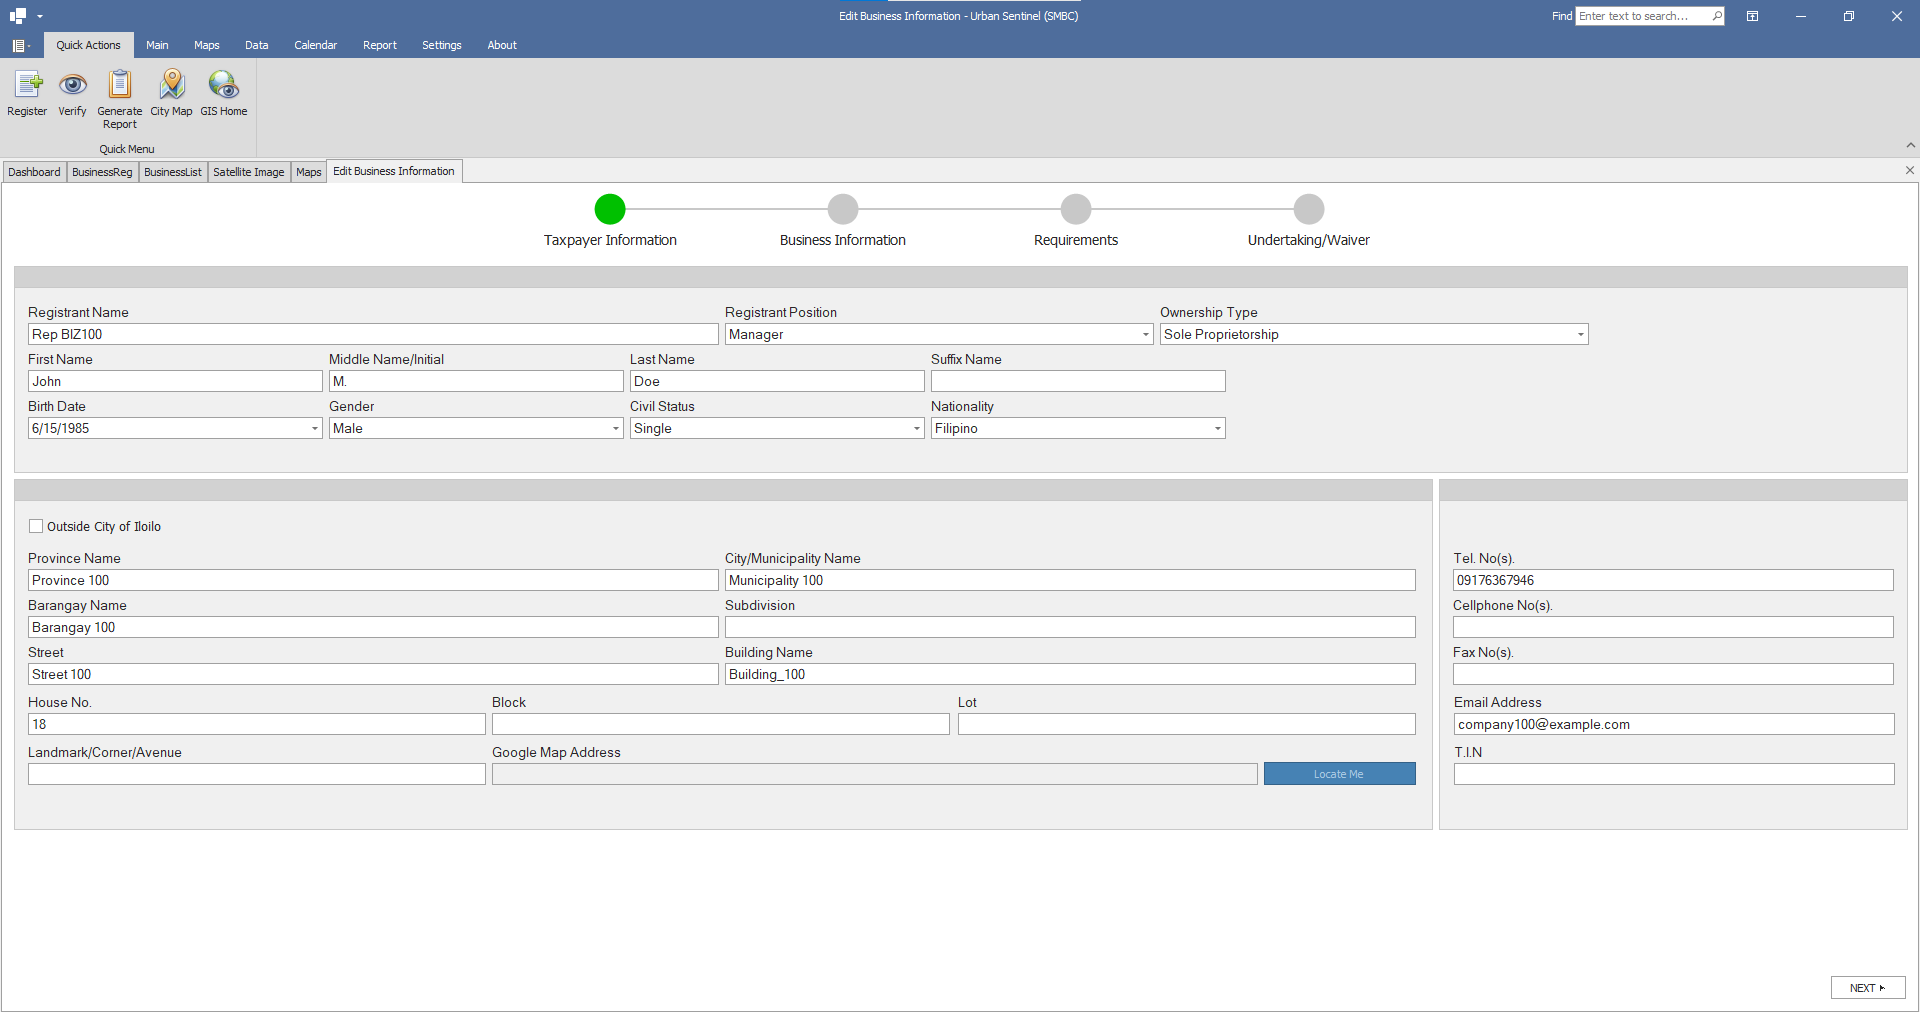 Edit Business Information - Urban Sentinel (SMBC)
Find Enter text to search...
Quick Actions Main Maps Data Calendar Report Settings About
Register Verify Generate Report City Map GIS Home
Quick Menu
Dashboard BusinessReg BusinessList Satellite Image Maps Edit Business Information
Taxpayer Information Business Information Requirements Undertaking/Waiver
Registrant Name Registrant Position Ownership Type
Rep BIZ100 Manager Sole Proprietorship
First Name Middle Name/Initial Last Name Suffix Name
John M. Doe
Birth Date Gender Civil Status Nationality
6/15/1985 Male Single Filipino
Outside City of Iloilo
Province Name City/Municipality Name Tel. No(s).
Province 100 Municipality 100 09176367946
Barangay Name Subdivision Cellphone No(s).
Barangay 100
Street Building Name Fax No(s).
Street 100 Building_100
House No. Block Lot Email Address
18 company100@example.com
Landmark/Corner/Avenue Google Map Address T.I.N
Locate Me
NEXT